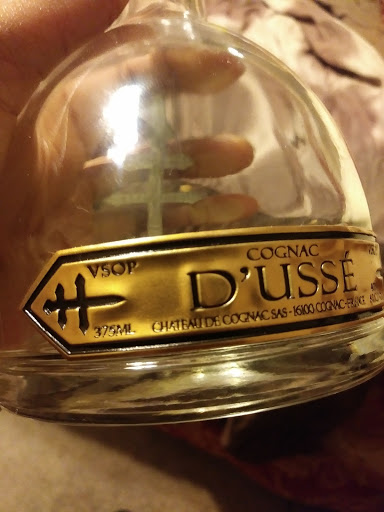 VSOP
375ML
COGNAC
D'USSÉ
CHATEAU DE COGNAC SAS - 16100 COGNAC-FRANCE